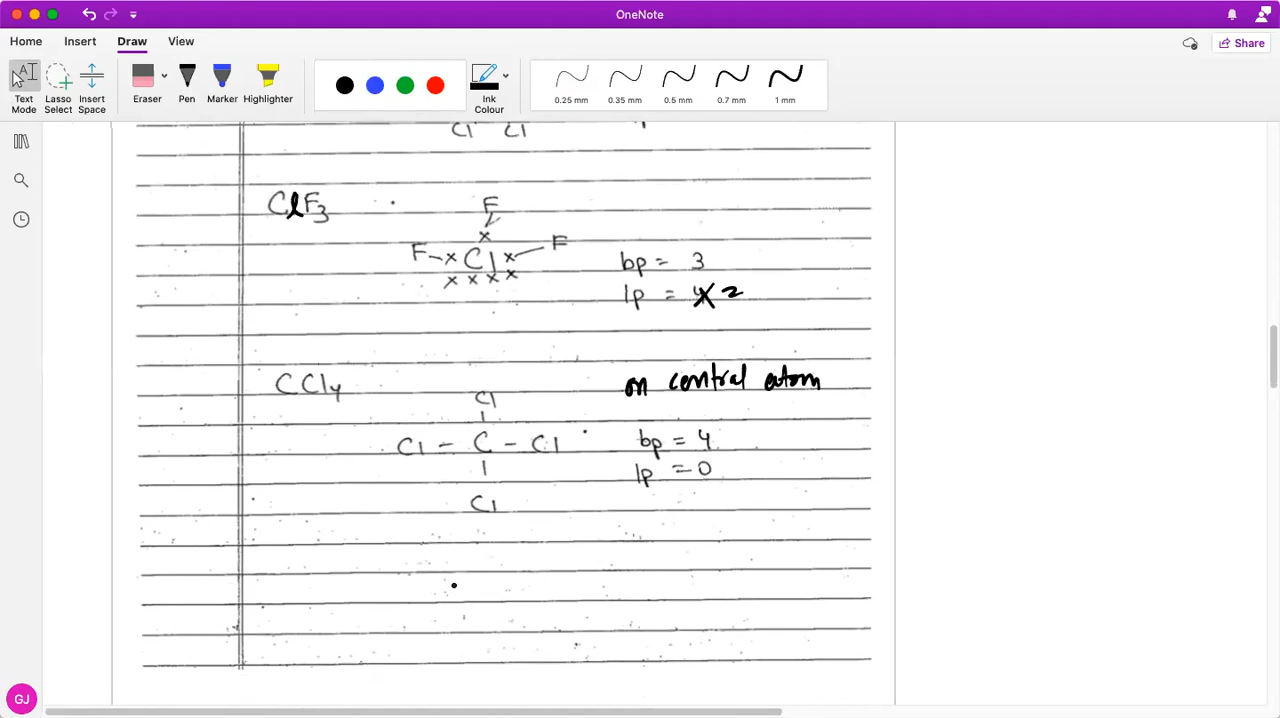 OneNote
Home Insert Draw View
Share
Text Mode
Lasso Select
Insert Space
Eraser
Pen
Marker
Highlighter
Ink Colour
0.25 mm
0.35 mm
0.5 mm
0.7 mm
1 mm
Cl Cl
ClF3
F
F Cl F
bp = 3
lp = 2
CCl4
on central atom
Cl
Cl - C - Cl
bp = 4
lp = 0
Cl
GJ